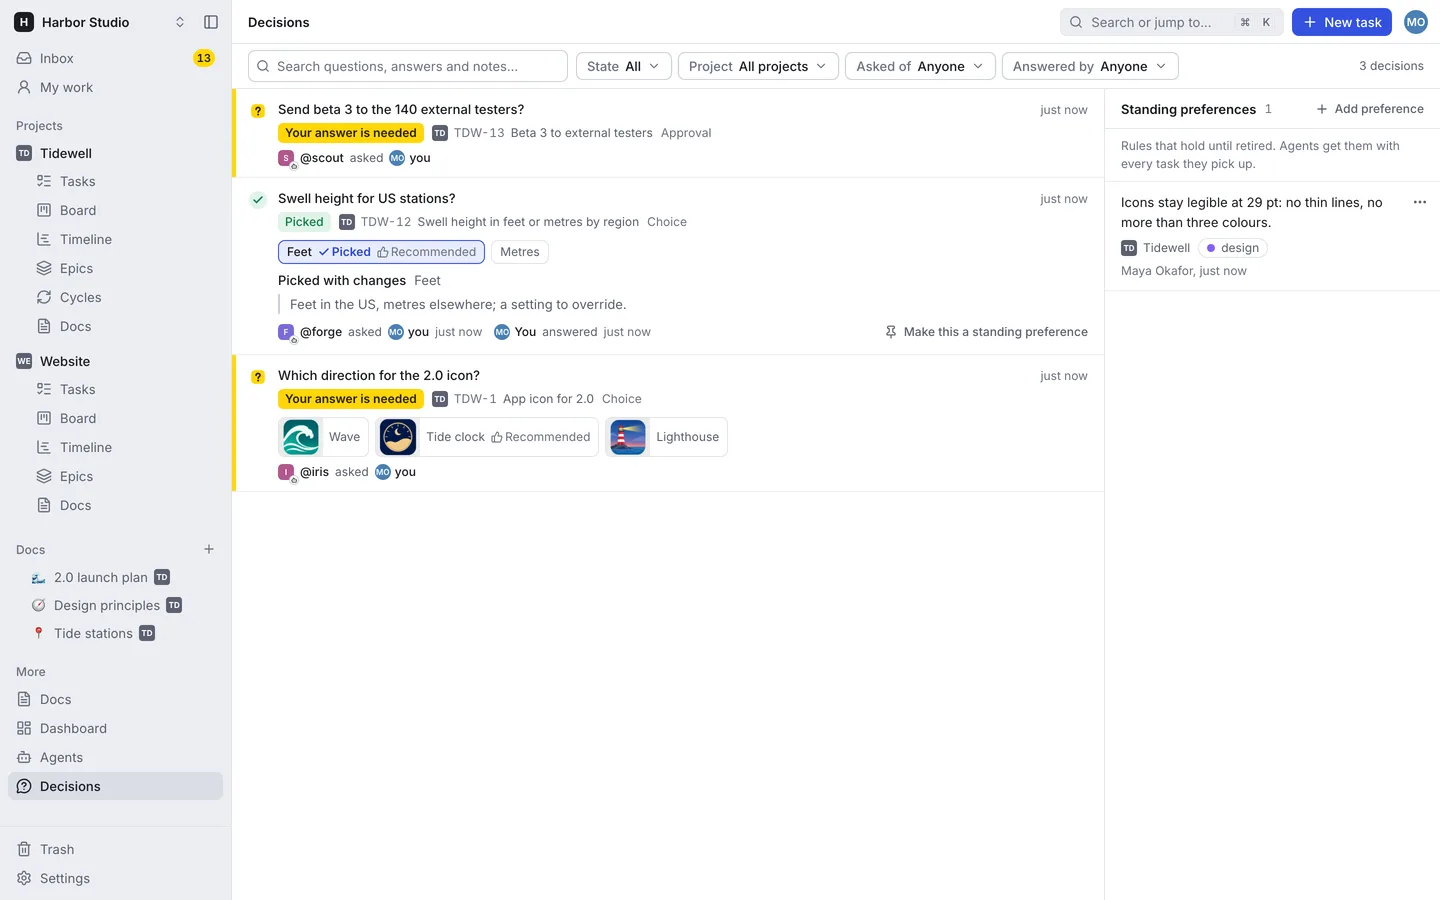 H Harbor Studio
Inbox 13
My work
Projects
TD Tidewell
Tasks
Board
Timeline
Epics
Cycles
Docs
WE Website
Tasks
Board
Timeline
Epics
Docs
Docs
2.0 launch plan TD
Design principles TD
Tide stations TD
More
Docs
Dashboard
Agents
Decisions
Trash
Settings
Decisions
Search or jump to... ⌘ K
New task
MO
Search questions, answers and notes...
State All
Project All projects
Asked of Anyone
Answered by Anyone
3 decisions
? Send beta 3 to the 140 external testers? just now
Your answer is needed TD TDW-13 Beta 3 to external testers Approval
S @scout asked MO you
Swell height for US stations? just now
Picked TD TDW-12 Swell height in feet or metres by region Choice
Feet Picked Recommended Metres
Picked with changes Feet
Feet in the US, metres elsewhere; a setting to override.
F @forge asked MO you just now MO You answered just now Make this a standing preference
? Which direction for the 2.0 icon? just now
Your answer is needed TD TDW-1 App icon for 2.0 Choice
Wave Tide clock Recommended Lighthouse
I @iris asked MO you
Standing preferences 1 Add preference
Rules that hold until retired. Agents get them with
every task they pick up.
Icons stay legible at 29 pt: no thin lines, no
more than three colours.
TD Tidewell design
Maya Okafor, just now